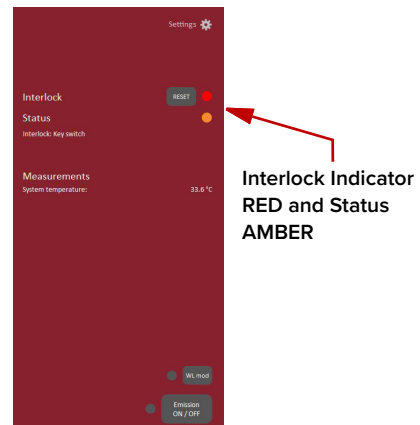 Settings
Interlock
RESET
Status
Interlock: Key switch
Measurements
System temperature: 33.6 °C
WL mod
Emission
ON / OFF
Interlock Indicator
RED and Status
AMBER